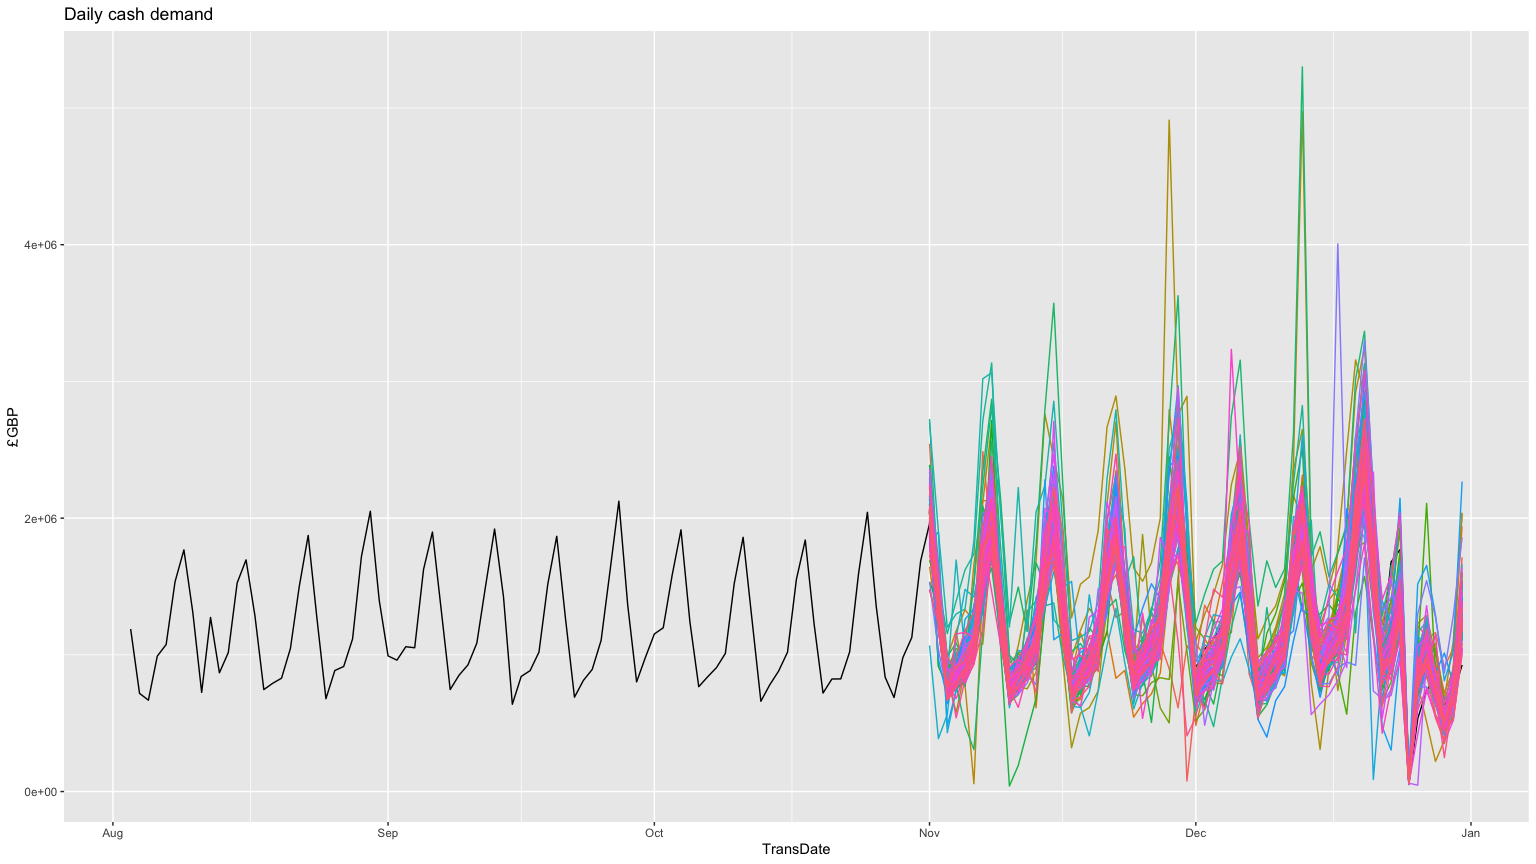 Daily cash demand
£GBP
4e+06
2e+06
0e+00
Aug Sep Oct Nov Dec Jan
TransDate